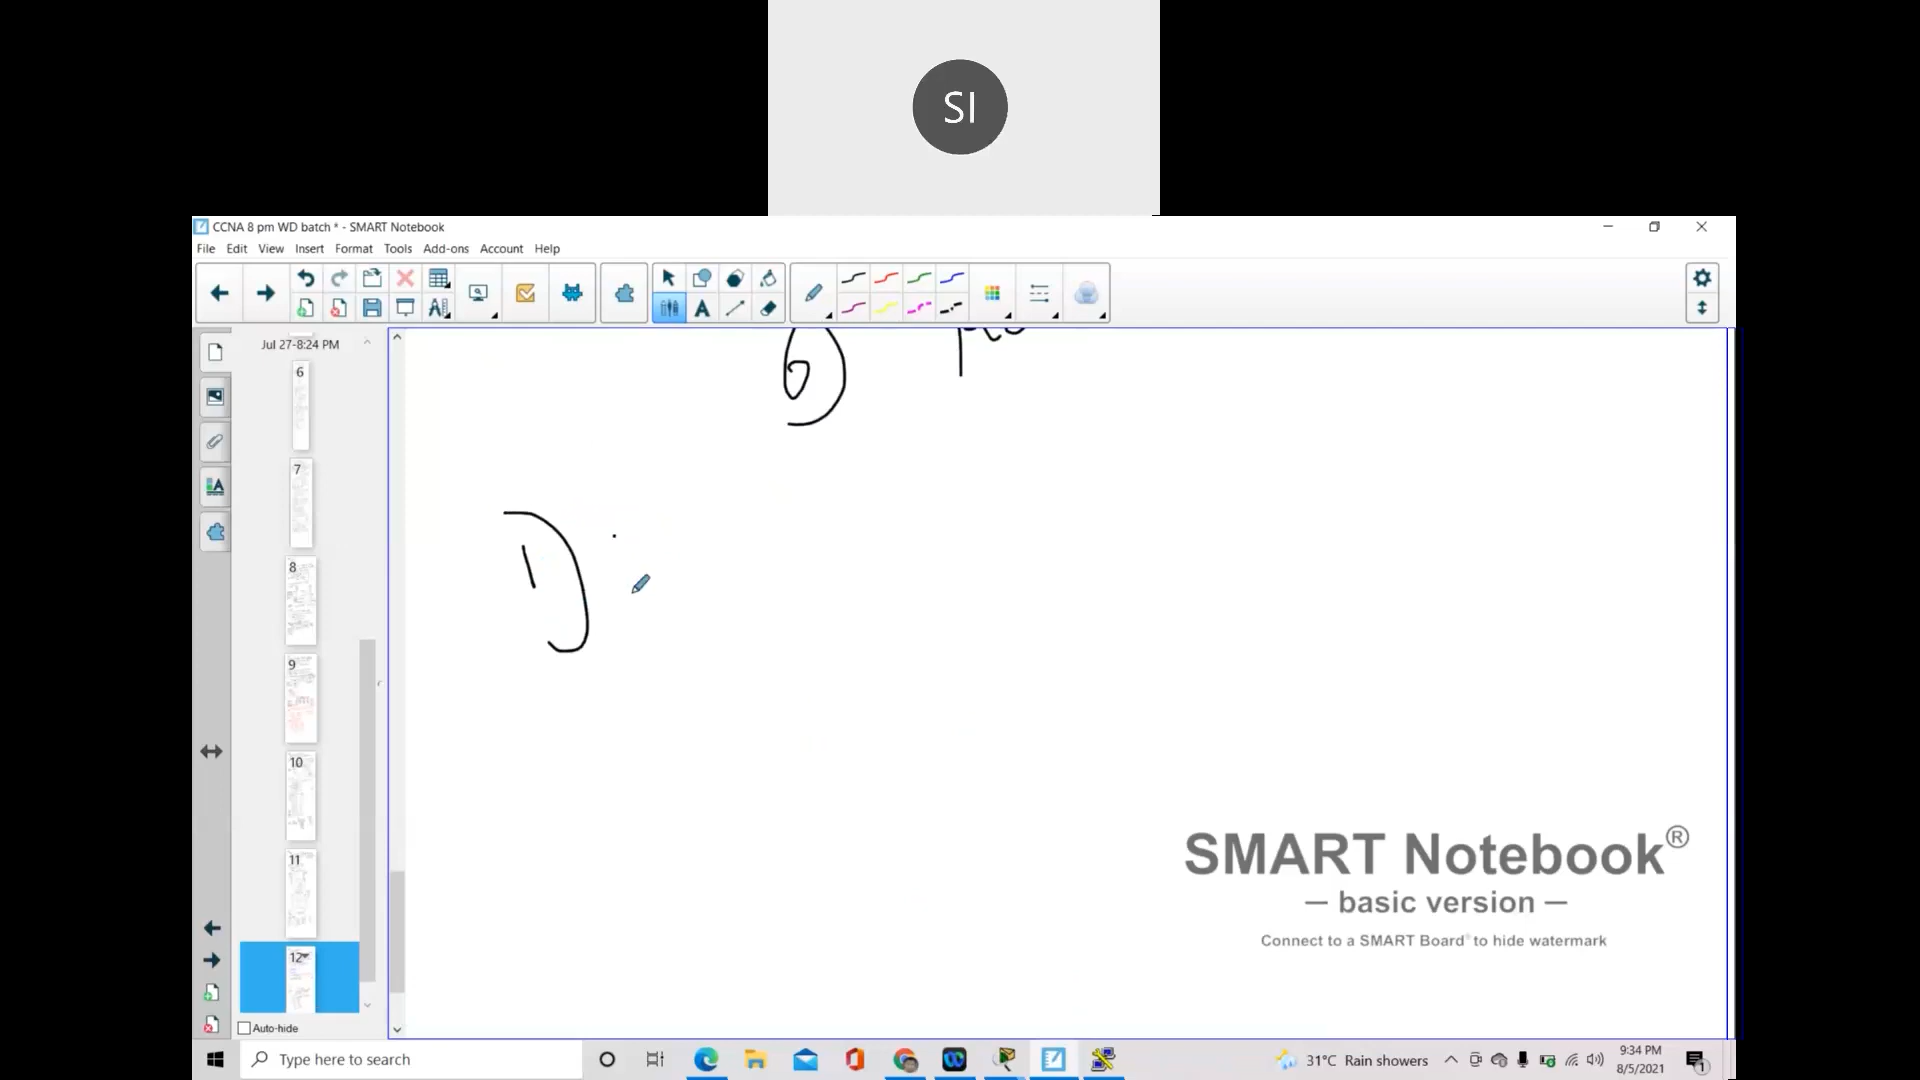 SI
CCNA 8 pm WD batch * - SMART Notebook
File Edit View Insert Format Tools Add-ons Account Help
Jul 27-8:24 PM
6
7
8
9
10
11
12
6)
1)
SMART Notebook®
— basic version —
Connect to a SMART Board® to hide watermark
Auto-hide
Type here to search
31°C Rain showers
9:34 PM
8/5/2021
1